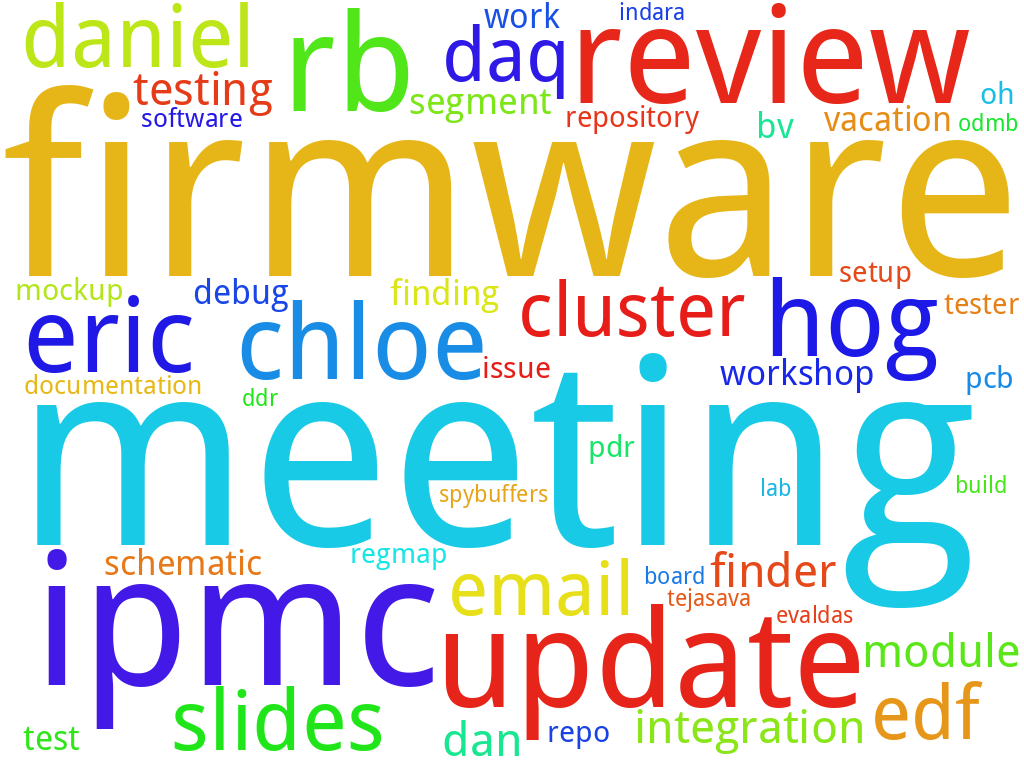 work
indara
daniel
rb
daq
review
testing
segment
oh
software
repository
bv
vacation
odmb
firmware
setup
mockup
debug
finding
cluster
hog
tester
eric
chloe
issue
workshop
pcb
documentation
ddr
meeting
pdr
spybuffers
lab
build
schematic
regmap
ipmc
email
board
finder
tejasava
evaldas
update
module
slides
edf
test
dan
repo
integration